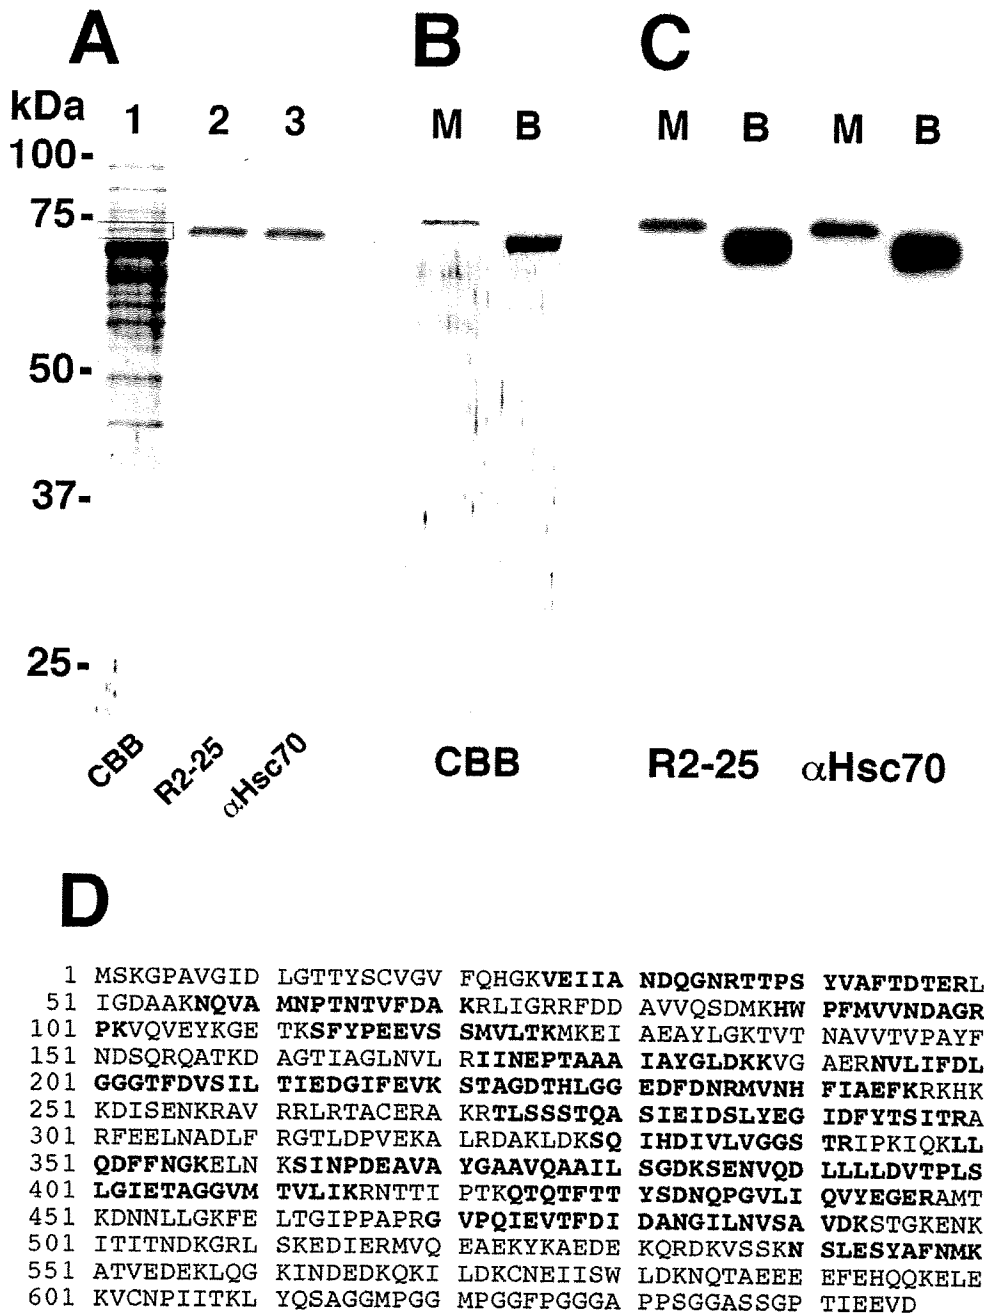 A B C
kDa 1 2 3 M B M B M B
100-
75-
50-
37-
25-
CBB R2-25 αHsc70 CBB R2-25 αHsc70
D
1 MSKGPAVGID LGTTYSCVGV FQHGKVEIIA NDQGNRTTPS YVAFTDTERL
51 IGDAAKNQVA MNPTNTVFDA KRLIGRRFDD AVVQSDMKHW PFMVVNDAGR
101 PKVQVEYKGE TKSFYPEEVS SMVLTKMKEI AEAYLGKTVT NAVVTVPAYF
151 NDSQRQATKD AGTIAGLNVL RIINEPTAAA IAYGLDKKVG AERNVLIFDL
201 GGGTFDVSIL TIEDGIFEVK STAGDTHLGG EDFDNRMVNH FIAEFKRKHK
251 KDISENKRAV RRLRTACERA KRTLSSSTQA SIEIDSLYEG IDFYTSITRA
301 RFEELNADLF RGTLDPVEKA LRDAKLDKSQ IHDIVLVGGS TRIPKIQKLL
351 QDFFNGKELN KSINPDEAVA YGAAVQAAIL SGDKSENVQD LLLLDVTPLS
401 LGIETAGGVM TVLIKRNTTI PTKQTQTFTT YSDNQPGVLI QVYEGERAMT
451 KDNNLLGKFE LTGIPPAPRG VPQIEVTFDI DANGILNVSA VDKSTGKENK
501 ITITNDKGRL SKEDIERMVQ EAEKYKAEDE KQRDKVSSKN SLESYAFNMK
551 ATVEDEKLQG KINDEDKQKI LDKCNEIISW LDKNQTAEEE EFEHQQKELE
601 KVCNPIITKL YQSAGGMPGG MPGGFPGGGA PPSGGASSGP TIEEVD